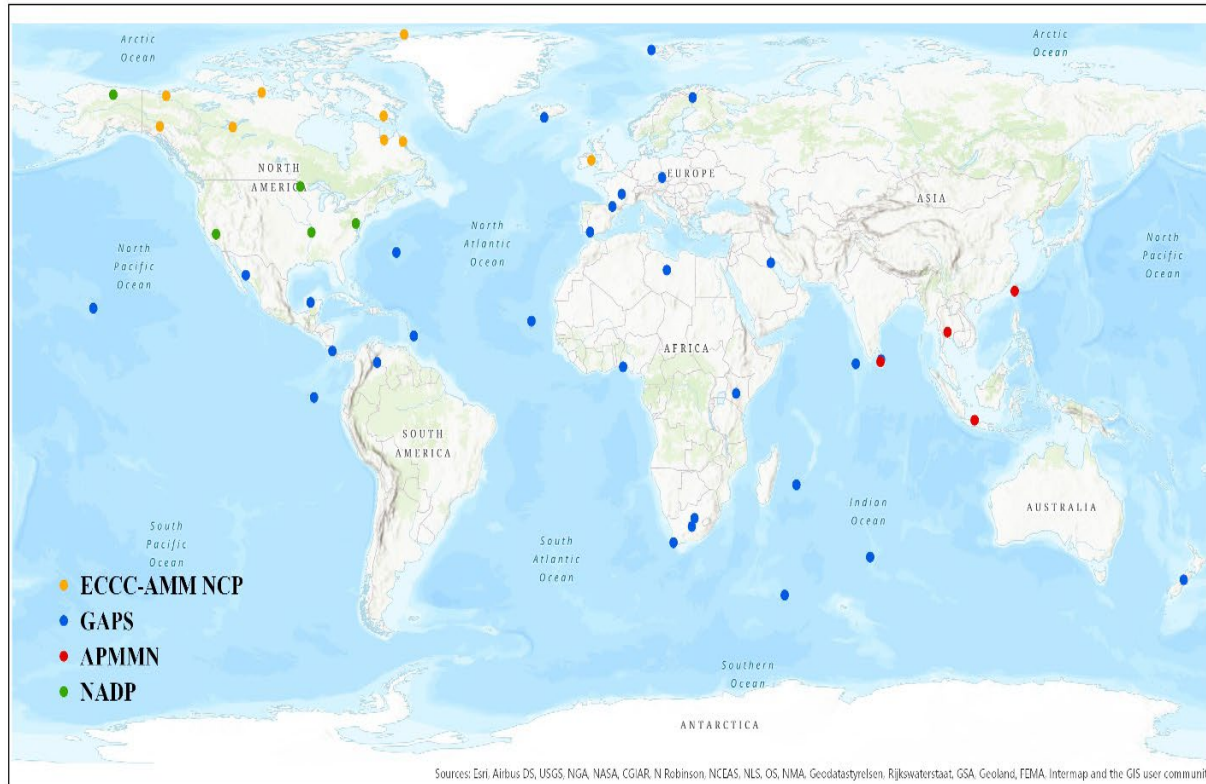 Arctic
Ocean
Arctic
Ocean
NORTH
AMERICA
EUROPE
ASIA
North
Pacific
Ocean
North
Atlantic
Ocean
North
Pacific
Ocean
AFRICA
SOUTH
AMERICA
Indian
Ocean
AUSTRALIA
South
Pacific
Ocean
South
Atlantic
Ocean
ECCC-AMM NCP
GAPS
APMMN
NADP
Southern
Ocean
ANTARCTICA
Sources: Esri, Airbus DS, USGS, NGA, NASA, CGIAR, N Robinson, NCEAS, NLS, OS, NMA, Geodatastyrelsen, Rijkswaterstaat, GSA, Geoland, FEMA, Intermap and the GIS user communi